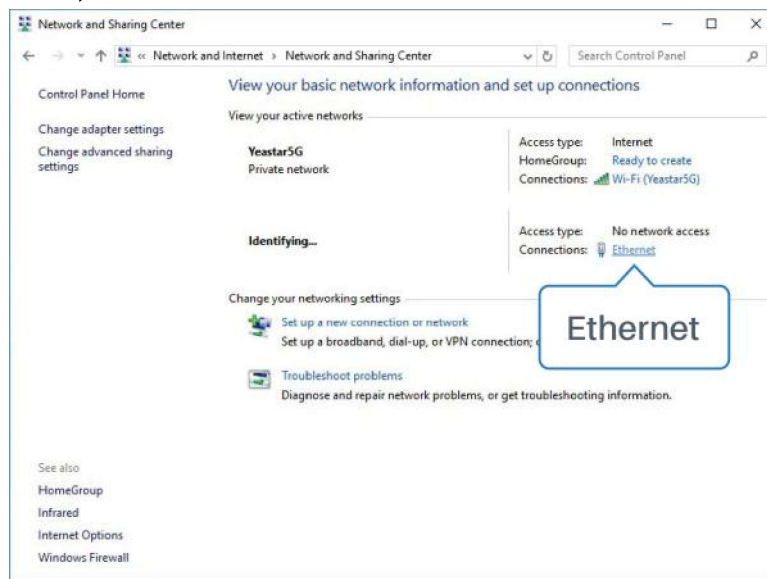 Network and Sharing Center
« Network and Internet › Network and Sharing Center
Search Control Panel
Control Panel Home
Change adapter settings
Change advanced sharing
settings
View your basic network information and set up connections
View your active networks
Yeastar5G
Private network
Access type: Internet
HomeGroup: Ready to create
Connections: Wi-Fi (Yeastar5G)
Identifying...
Access type: No network access
Connections: Ethernet
Ethernet
Change your networking settings
Set up a new connection or network
Set up a broadband, dial-up, or VPN connection;
Troubleshoot problems
Diagnose and repair network problems, or get troubleshooting information.
See also
HomeGroup
Infrared
Internet Options
Windows Firewall